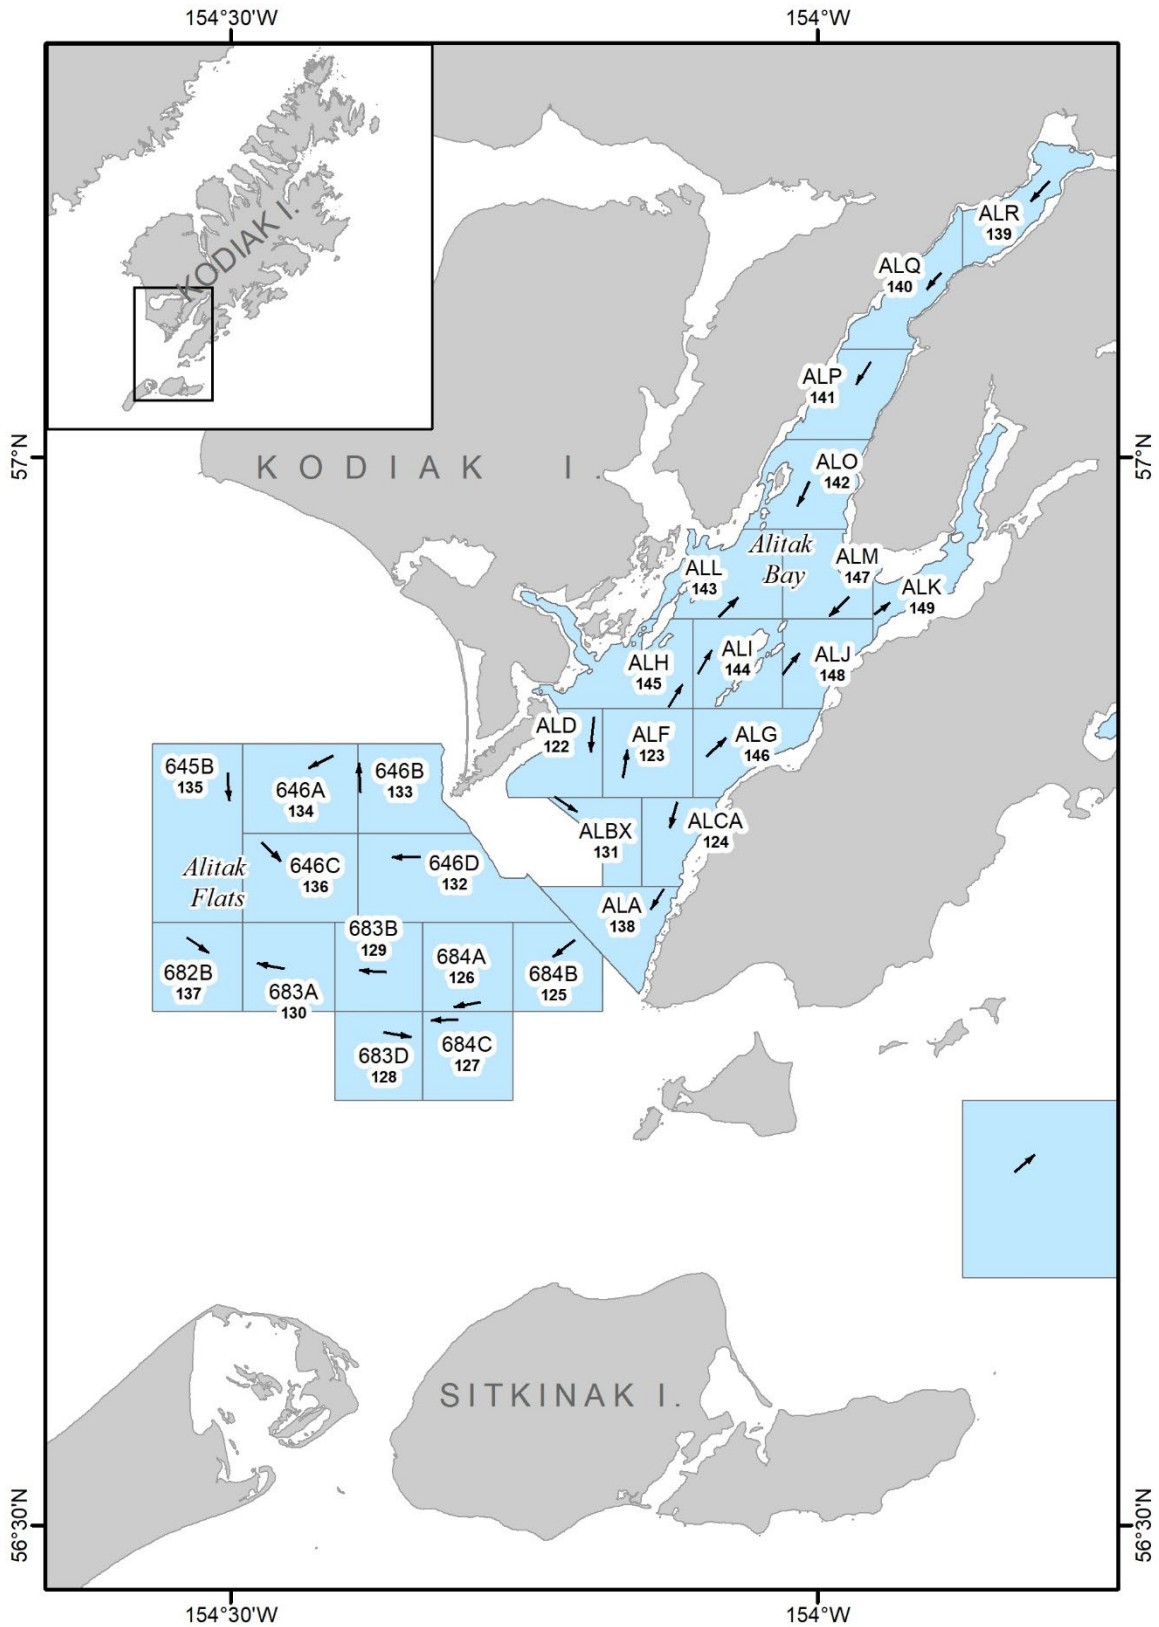 154°30'W
154°W
KODIAK I.
ALR
139
ALQ
140
ALP
141
57°N
57°N
KODIAK I.
ALO
142
Alitak
Bay
ALL
143
ALM
147
ALK
149
ALH
145
ALI
144
ALJ
148
ALD
122
ALF
123
ALG
146
645B
135
646A
134
646B
133
ALBX
131
ALCA
124
Alitak
Flats
646C
136
646D
132
ALA
138
682B
137
683A
130
683B
129
684A
126
684B
125
683D
128
684C
127
SITKINAK I.
56°30'N
56°30'N
154°30'W
154°W